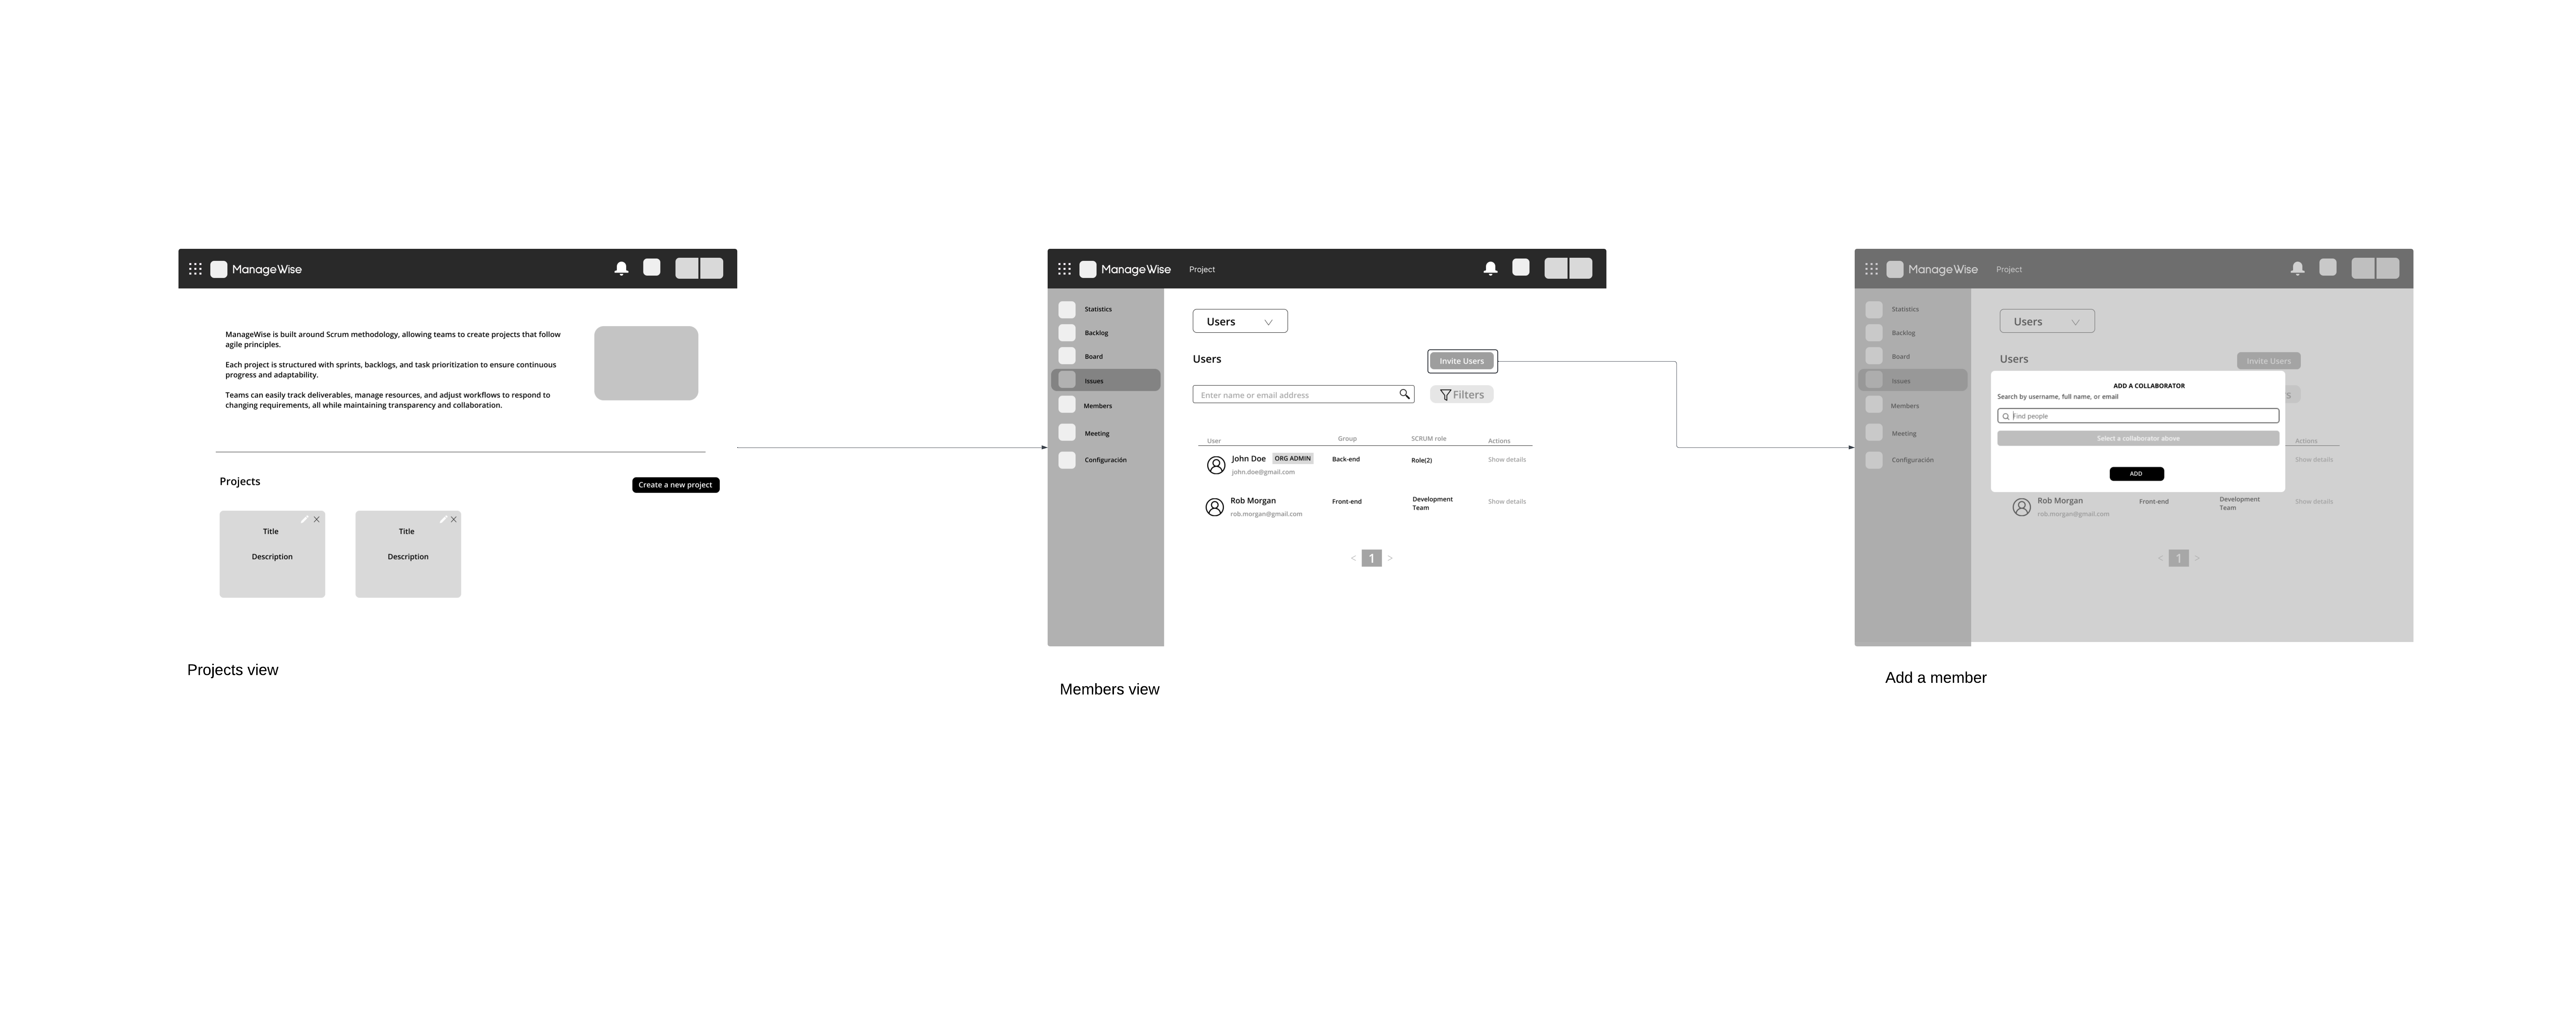 ManageWise
ManageWise is built around Scrum methodology, allowing teams to create projects that follow
agile principles.
Each project is structured with sprints, backlogs, and task prioritization to ensure continuous
progress and adaptability.
Teams can easily track deliverables, manage resources, and adjust workflows to respond to
changing requirements, all while maintaining transparency and collaboration.
Projects
Create a new project
Title
Description
Title
Description
Projects view
ManageWise
Project
Statistics
Backlog
Board
Issues
Members
Meeting
Configuración
Users
Users
Invite Users
Enter name or email address
Filters
User
Group
SCRUM role
Actions
John Doe
ORG ADMIN
john.doe@gmail.com
Back-end
Role(2)
Show details
Rob Morgan
rob.morgan@gmail.com
Front-end
Development
Team
Show details
< 1 >
Members view
ManageWise
Project
Statistics
Backlog
Board
Issues
Members
Meeting
Configuración
Users
Users
Invite Users
s
ADD A COLLABORATOR
Search by username, full name, or email
Find people
Select a collaborator above
ADD
Actions
Show details
Rob Morgan
rob.morgan@gmail.com
Front-end
Development
Team
Show details
< 1 >
Add a member